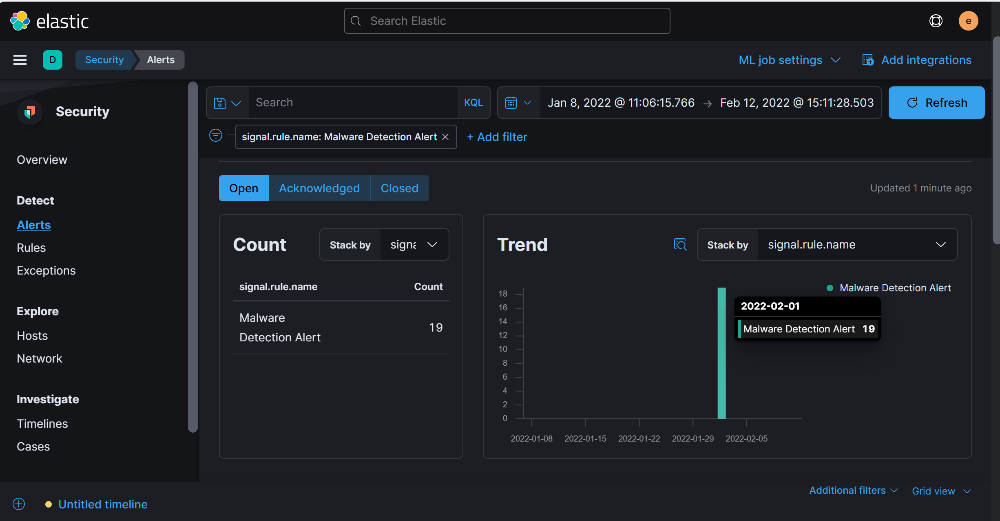 elastic
Search Elastic
e
D
Security
Alerts
ML job settings
Add integrations
Security
Overview
Detect
Alerts
Rules
Exceptions
Explore
Hosts
Network
Investigate
Timelines
Cases
Search
KQL
Jan 8, 2022 @ 11:06:15.766 → Feb 12, 2022 @ 15:11:28.503
Refresh
signal.rule.name: Malware Detection Alert ×
+ Add filter
Open
Acknowledged
Closed
Updated 1 minute ago
Count
Stack by
signa
signal.rule.name Count
Malware
Detection Alert
19
Trend
Stack by
signal.rule.name
18
16
14
12
10
8
6
4
2
0
2022-01-08 2022-01-15 2022-01-22 2022-01-29 2022-02-05
Malware Detection Alert
2022-02-01
Malware Detection Alert 19
Additional filters
Grid view
Untitled timeline